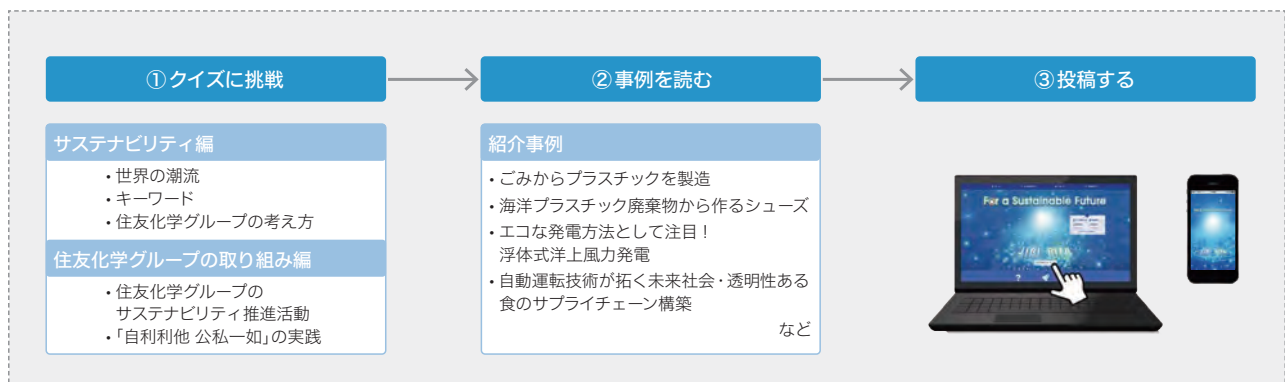 ①クイズに挑戦
サステナビリティ編
・世界の潮流
・キーワード
・住友化学グループの考え方
住友化学グループの取り組み編
・住友化学グループの
サステナビリティ推進活動
・「自利利他 公私一如」の実践
②事例を読む
紹介事例
・ごみからプラスチックを製造
・海洋プラスチック廃棄物から作るシューズ
・エコな発電方法として注目！
浮体式洋上風力発電
・自動運転技術が拓く未来社会・透明性ある
食のサプライチェーン構築
など
③投稿する
For a Sustainable Future